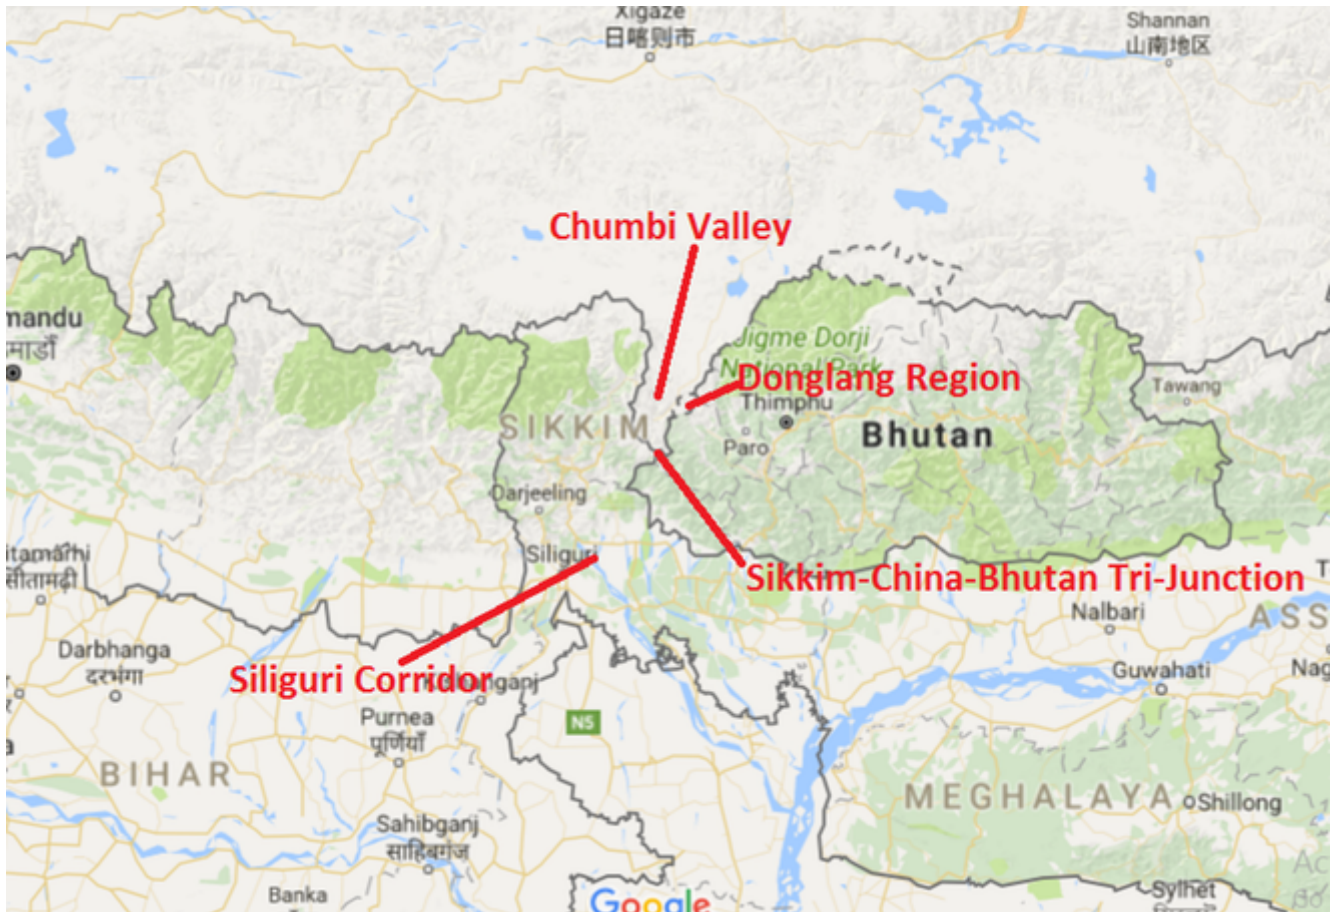 Xigaze
日喀则市
Shannan
山南地区
Chumbi Valley
Jigme Dorji
National Park
mandu
माडौं
Donglang Region
Tawang
Thimphu
SIKKIM
Bhutan
Paro
Darjeeling
Siliguri
itamarhi
सीतामढ़ी
Sikkim-China-Bhutan Tri-Junction
Nalbari
ASS
Darbhanga
दरभंगा
Siliguri Corridor
Guwahati
Nag
Purnea
पूर्णियाँ
N5
BIHAR
MEGHALAYA
Shillong
Sahibganj
साहिबगंज
Banka
Google
Sylhet